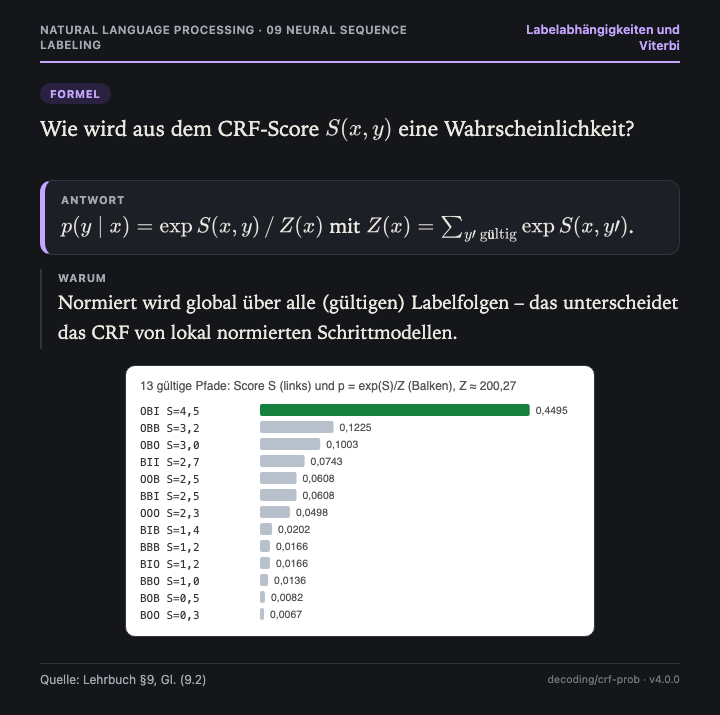 NATURAL LANGUAGE PROCESSING · 09 NEURAL SEQUENCE
LABELING
Labelabhängigkeiten und
Viterbi
FORMEL
Wie wird aus dem CRF-Score S(x, y) eine Wahrscheinlichkeit?
ANTWORT
p(y | x) = exp S(x, y) / Z(x) mit Z(x) = ∑_{y′ gültig} exp S(x, y′).
WARUM
Normiert wird global über alle (gültigen) Labelfolgen – das unterscheidet
das CRF von lokal normierten Schrittmodellen.
13 gültige Pfade: Score S (links) und p = exp(S)/Z (Balken), Z ≈ 200,27
OBI S=4,5 0,4495
OBB S=3,2 0,1225
OBO S=3,0 0,1003
BII S=2,7 0,0743
OOB S=2,5 0,0608
BBI S=2,5 0,0608
OOO S=2,3 0,0498
BIB S=1,4 0,0202
BBB S=1,2 0,0166
BIO S=1,2 0,0166
BBO S=1,0 0,0136
BOB S=0,5 0,0082
BOO S=0,3 0,0067
Quelle: Lehrbuch §9, Gl. (9.2)
decoding/crf-prob · v4.0.0